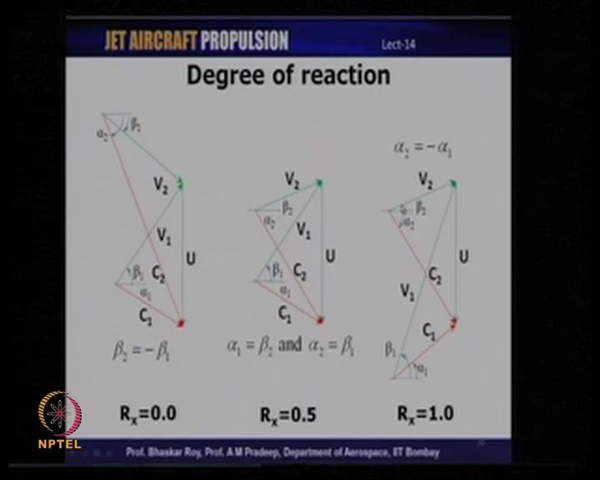 JET AIRCRAFT PROPULSION
Lect-14
Degree of reaction
α₂ β₂
V₂
V₁
U
C₂
β₁
α₁
C₁
β₂ = -β₁
Rₓ=0.0
V₂
β₂
α₂
V₁
U
C₂
β₁
α₁
C₁
α₁ = β₂ and α₂ = β₁
Rₓ=0.5
α₂ = -α₁
V₂
β₂
α₂
U
C₂
V₁
C₁
β₁
α₁
Rₓ=1.0
NPTEL
Prof. Bhaskar Roy, Prof. A M Pradeep, Department of Aerospace, IIT Bombay